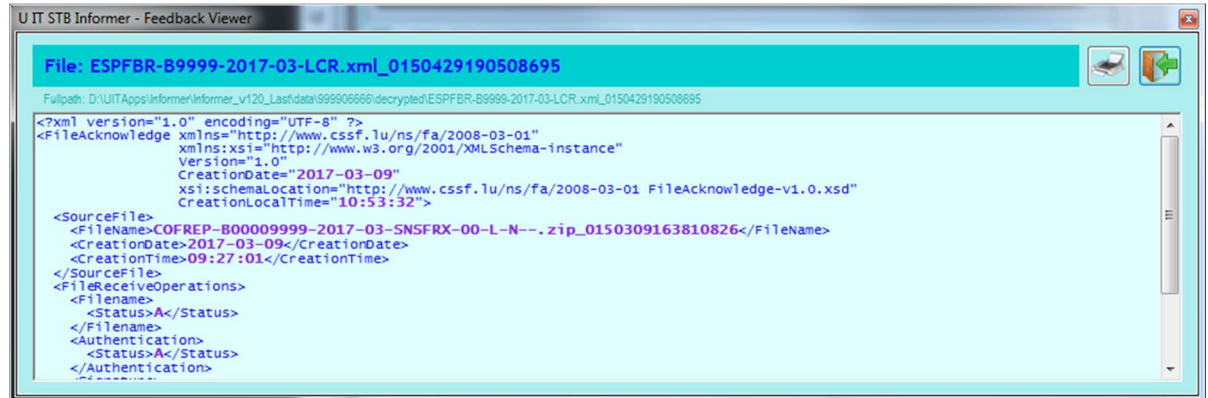 U IT STB Informer - Feedback Viewer
File: ESPFBR-B9999-2017-03-LCR.xml_0150429190508695
Fullpath: D:\UITApps\Informer\Informer_v120_Last\data\999906666\decrypted\ESPFBR-B9999-2017-03-LCR.xml_0150429190508695
<?xml version="1.0" encoding="UTF-8" ?>
<FileAcknowledge xmlns="http://www.cssf.lu/ns/fa/2008-03-01"
xmlns:xsi="http://www.w3.org/2001/XMLSchema-instance"
Version="1.0"
CreationDate="2017-03-09"
xsi:schemaLocation="http://www.cssf.lu/ns/fa/2008-03-01 FileAcknowledge-v1.0.xsd"
CreationLocalTime="10:53:32">
<SourceFile>
<FileName>COFREP-B00009999-2017-03-SNSFRX-00-L-N--.zip_0150309163810826</FileName>
<CreationDate>2017-03-09</CreationDate>
<CreationTime>09:27:01</CreationTime>
</SourceFile>
<FileReceiveOperations>
<Filename>
<Status>A</Status>
</Filename>
<Authentication>
<Status>A</Status>
</Authentication>